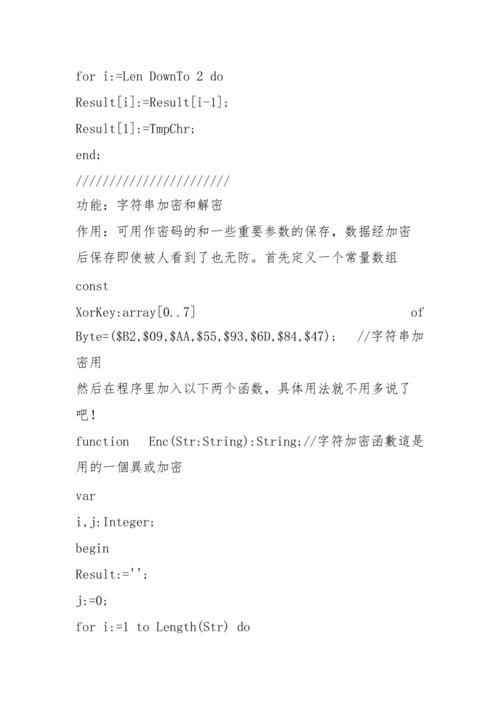 for i:=Len DownTo 2 do
Result[i]:=Result[i-1];
Result[1]:=TmpChr;
end;
///////////////////////
功能：字符串加密和解密
作用：可用作密码的和一些重要参数的保存，数据经加密
后保存即使被人看到了也无防。首先定义一个常量数组
const
XorKey:array[0..7] of
Byte=($B2,$09,$AA,$55,$93,$6D,$84,$47); //字符串加
密用
然后在程序里加入以下两个函数，具体用法就不用多说了
吧！
function Enc(Str:String):String;//字符加密函數這是
用的一個異或加密
var
i,j:Integer;
begin
Result:='';
j:=0;
for i:=1 to Length(Str) do